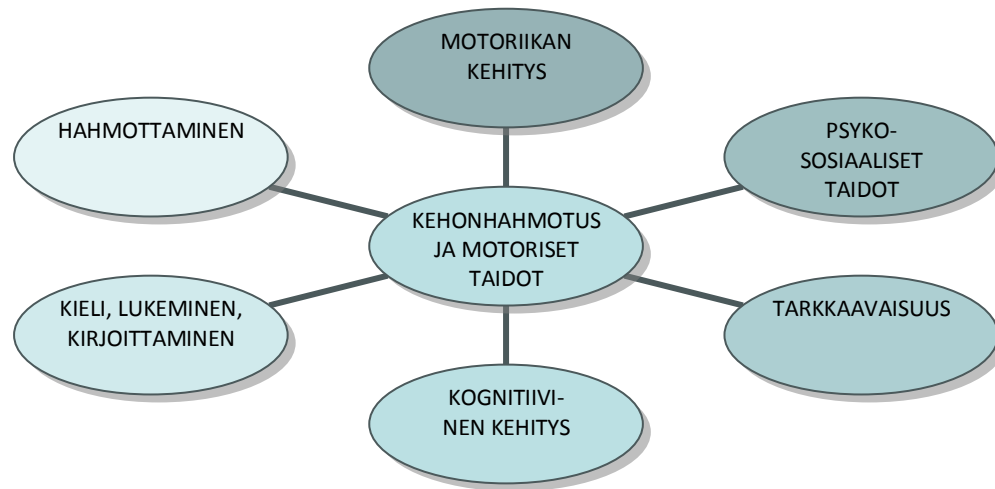 MOTORIIKAN
KEHITYS
HAHMOTTAMINEN
PSYKO-
SOSIAALISET
TAIDOT
KEHONHAHMOTUS
JA MOTORISET
TAIDOT
KIELI, LUKEMINEN,
KIRJOITTAMINEN
TARKKAAVAISUUS
KOGNITIIVI-
NEN KEHITYS